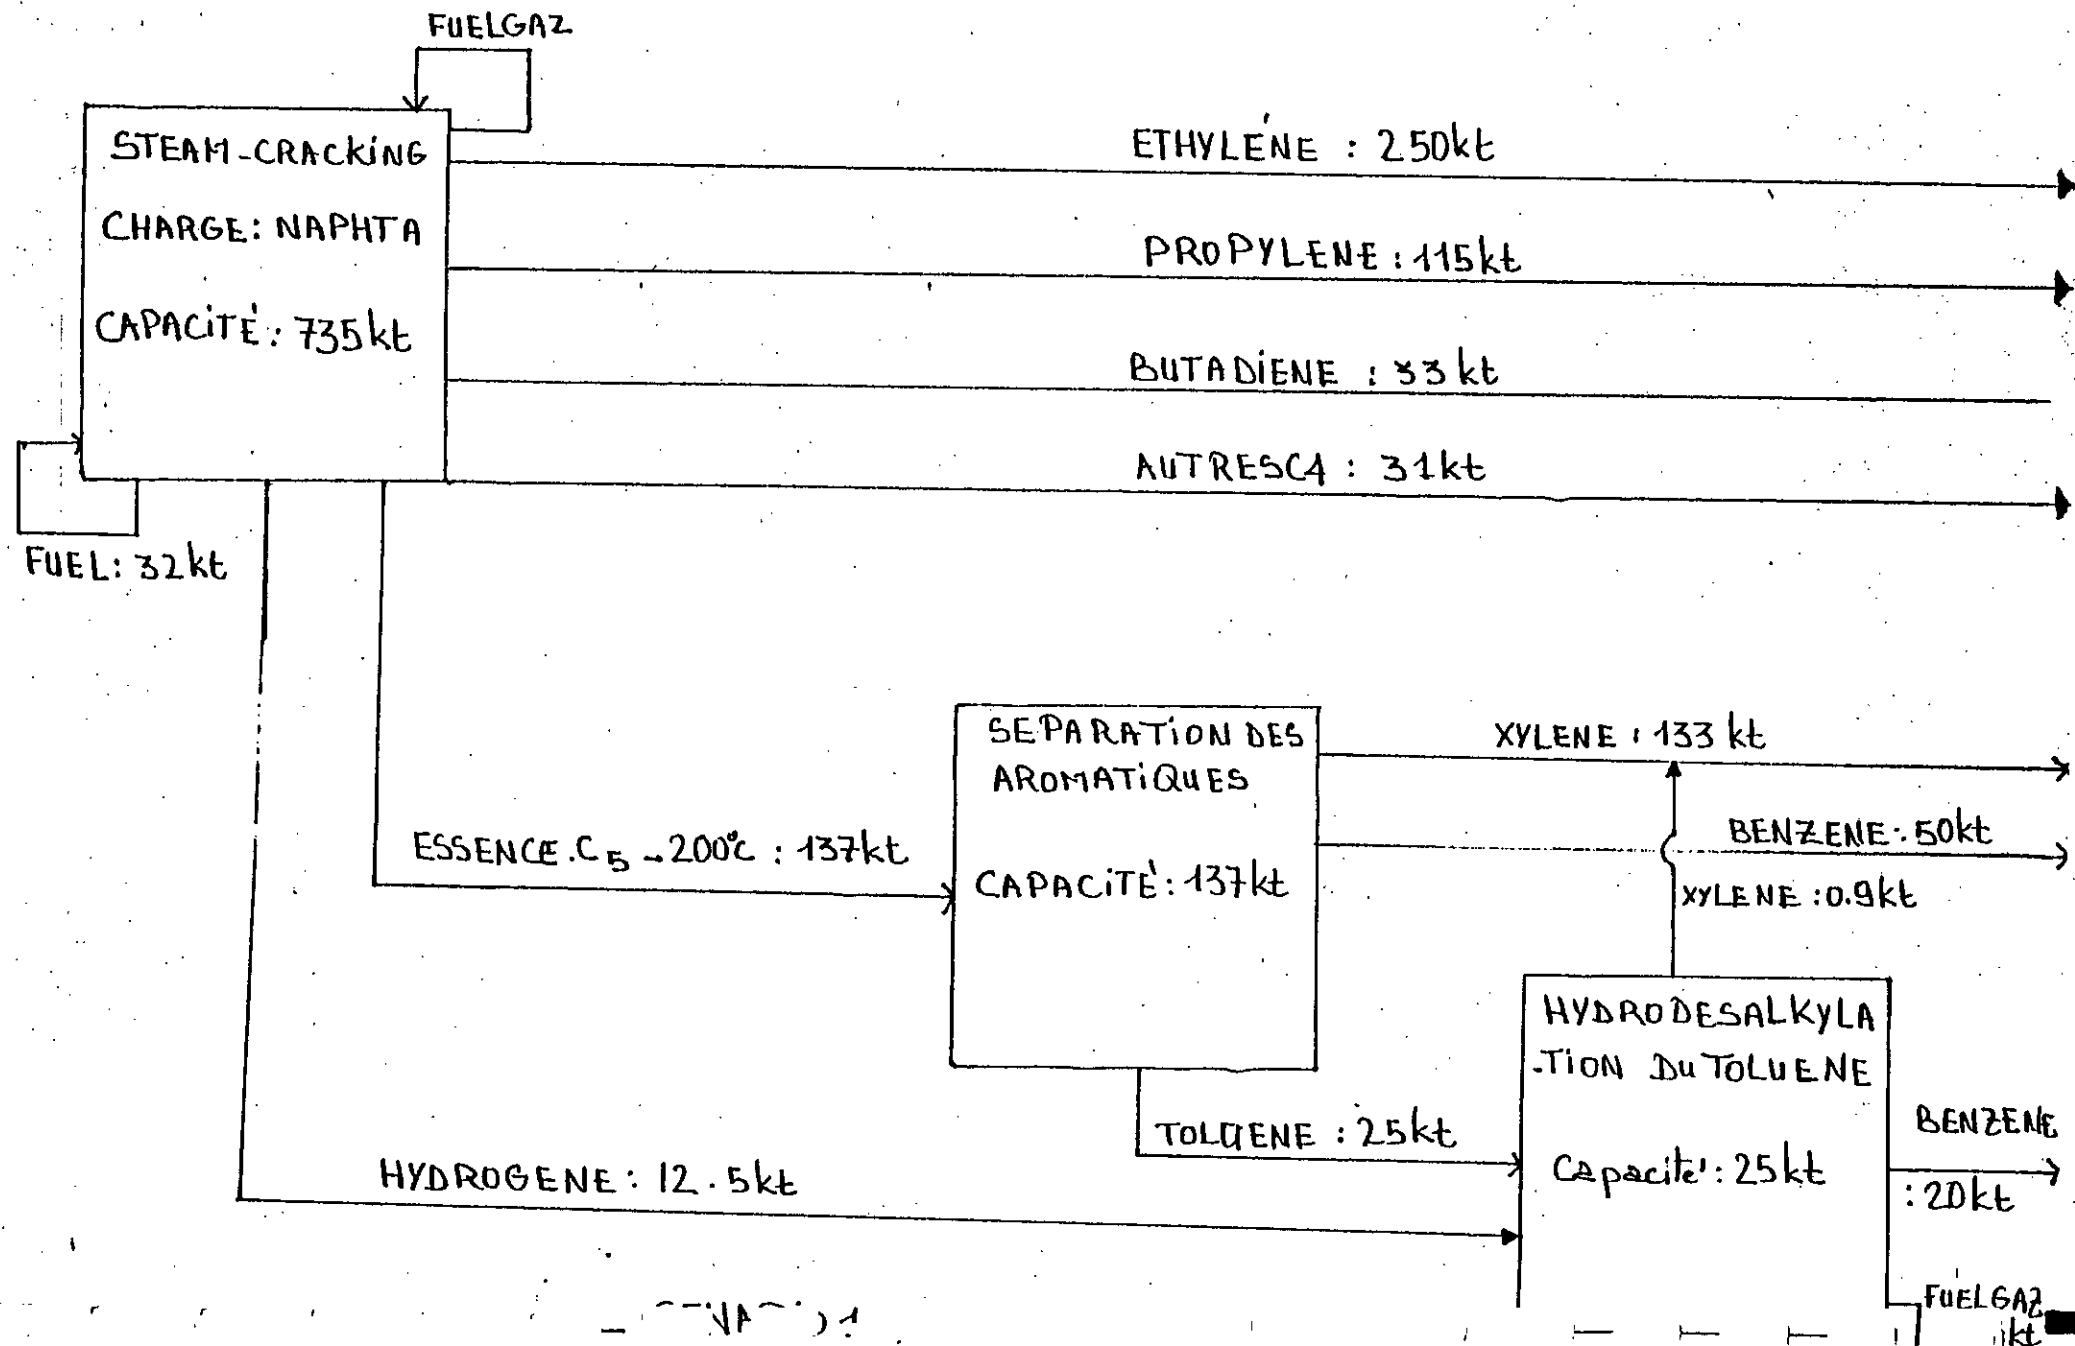 FUELGAZ
STEAM-CRACKING
CHARGE: NAPHTA
CAPACITÉ: 735kt
ETHYLÉNE : 250kt
PROPYLENE : 115kt
BUTADIENE : 33kt
AUTRESC4 : 31kt
FUEL: 32kt
SEPARATION DES
AROMATIQUES
CAPACITÉ: 137kt
XYLENE : 133 kt
BENZENE: 50kt
XYLENE : 0.9kt
ESSENCE.C5-200°C : 137kt
HYDRODESALKYLA
-TION DU TOLUENE
Capacité: 25kt
TOLUENE : 25kt
BENZENE
: 20kt
HYDROGENE: 12.5kt
FUELGAZ
kt